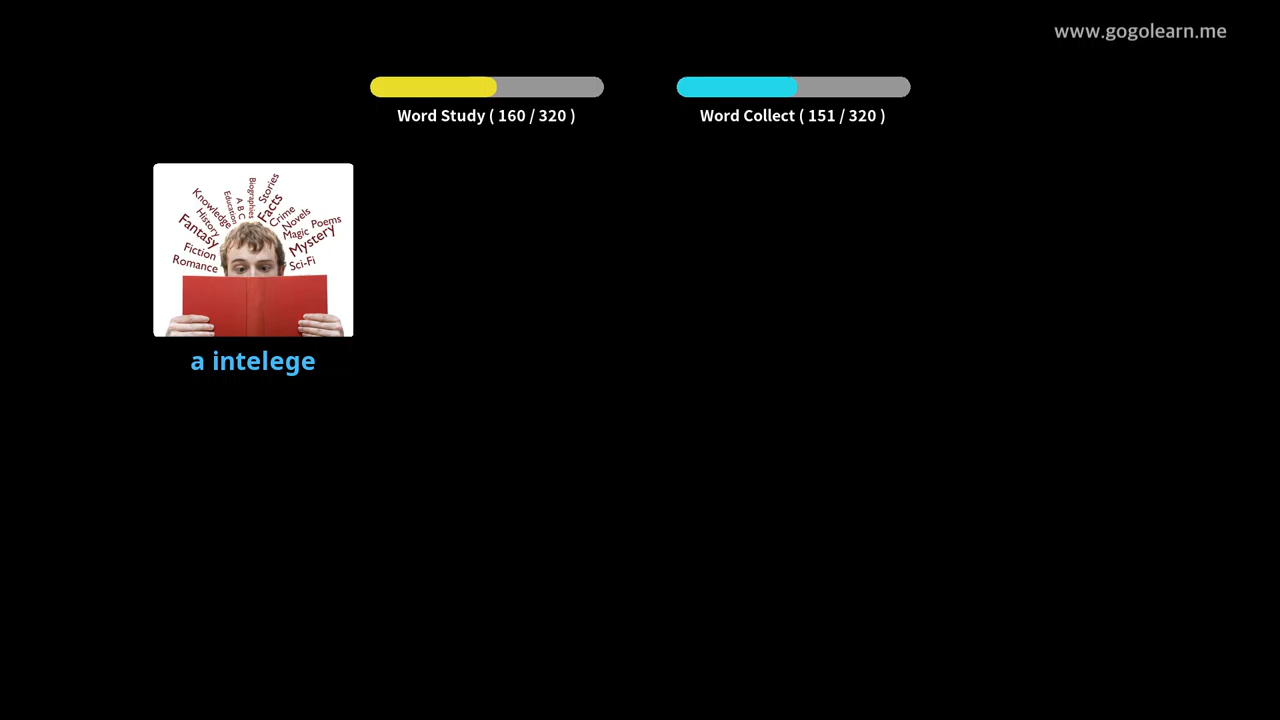 www.gogolearn.me
Word Study ( 160 / 320 )
Word Collect ( 151 / 320 )
Stories
Biographies
Facts
A B C
Education
Knowledge
Crime
History
Novels
Poems
Fantasy
Magic
Mystery
Fiction
Romance
Sci-Fi
a intelege